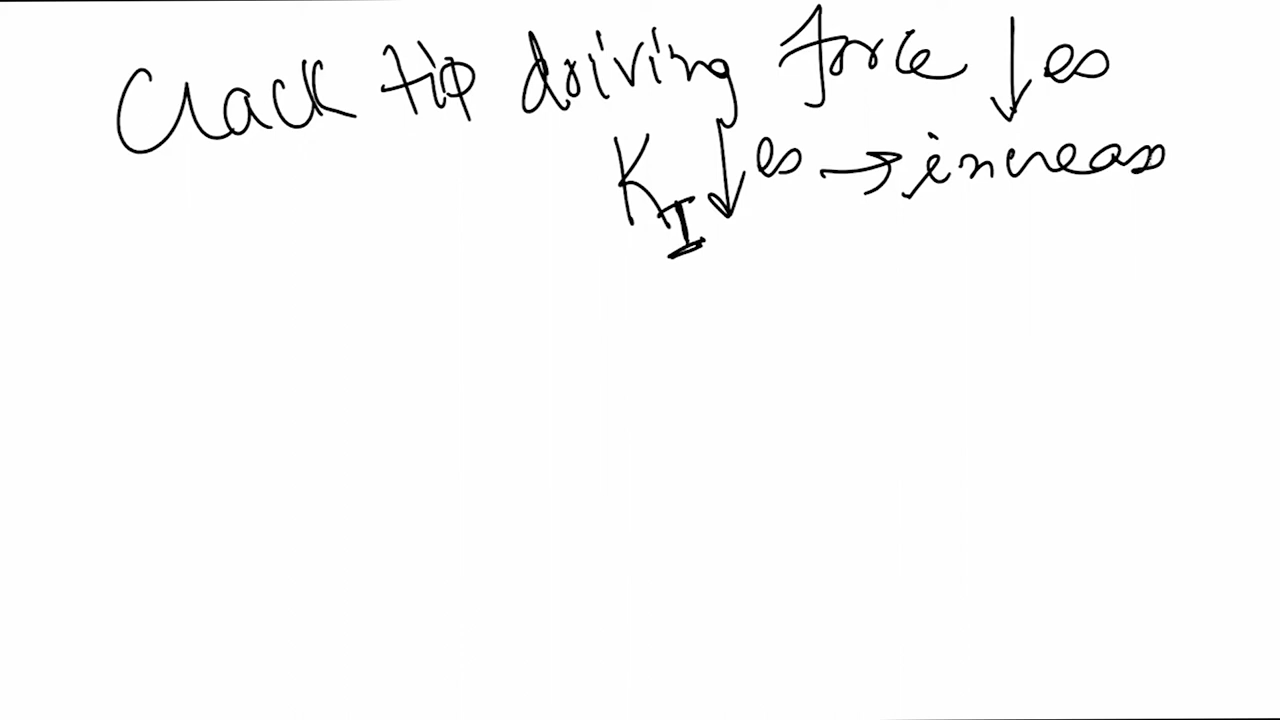 Crack tip driving force ↓es
K_I ↓es → increase